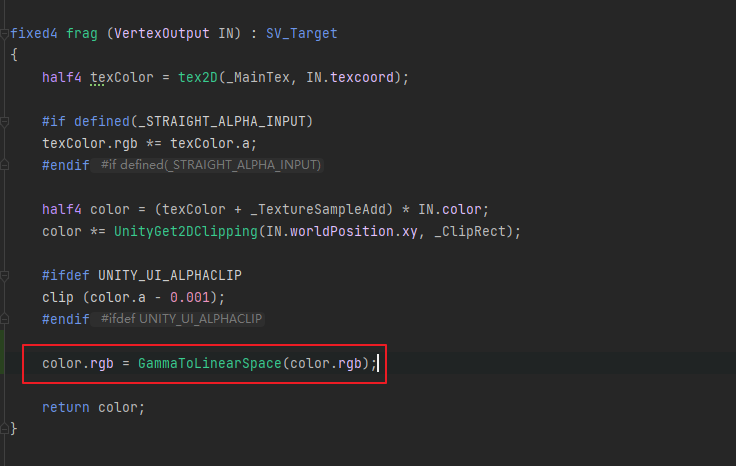 fixed4 frag (VertexOutput IN) : SV_Target
{
half4 texColor = tex2D(_MainTex, IN.texcoord);
#if defined(_STRAIGHT_ALPHA_INPUT)
texColor.rgb *= texColor.a;
#endif #if defined(_STRAIGHT_ALPHA_INPUT)
half4 color = (texColor + _TextureSampleAdd) * IN.color;
color *= UnityGet2DClipping(IN.worldPosition.xy, _ClipRect);
#ifdef UNITY_UI_ALPHACLIP
clip (color.a - 0.001);
#endif #ifdef UNITY_UI_ALPHACLIP
color.rgb = GammaToLinearSpace(color.rgb);
return color;
}